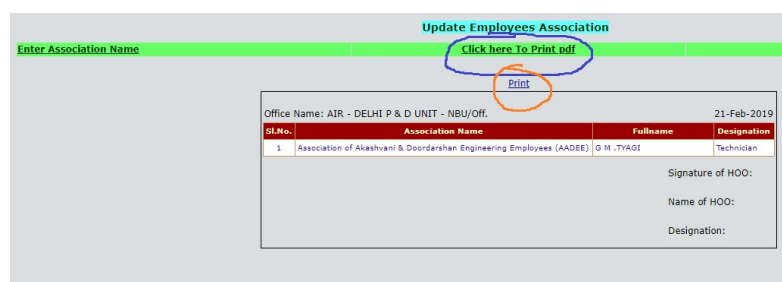 Update Employees Association
Enter Association Name Click here To Print pdf
Print
Office Name: AIR - DELHI P & D UNIT - NBU/Off. 21-Feb-2019
Sl.No. Association Name Fullname Designation
1 Association of Akashvani & Doordarshan Engineering Employees (AADEE) G M .TYAGI Technician
Signature of HOO:
Name of HOO:
Designation: